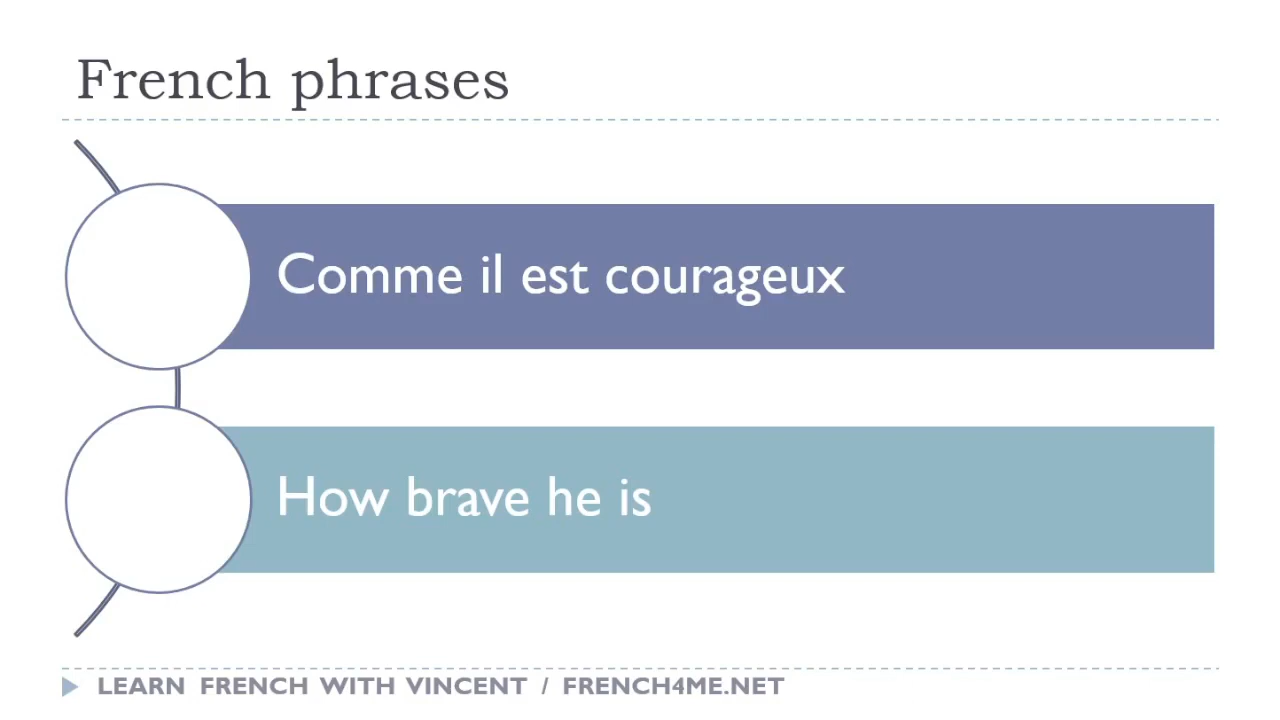 French phrases
Comme il est courageux
How brave he is
LEARN FRENCH WITH VINCENT / FRENCH4ME.NET